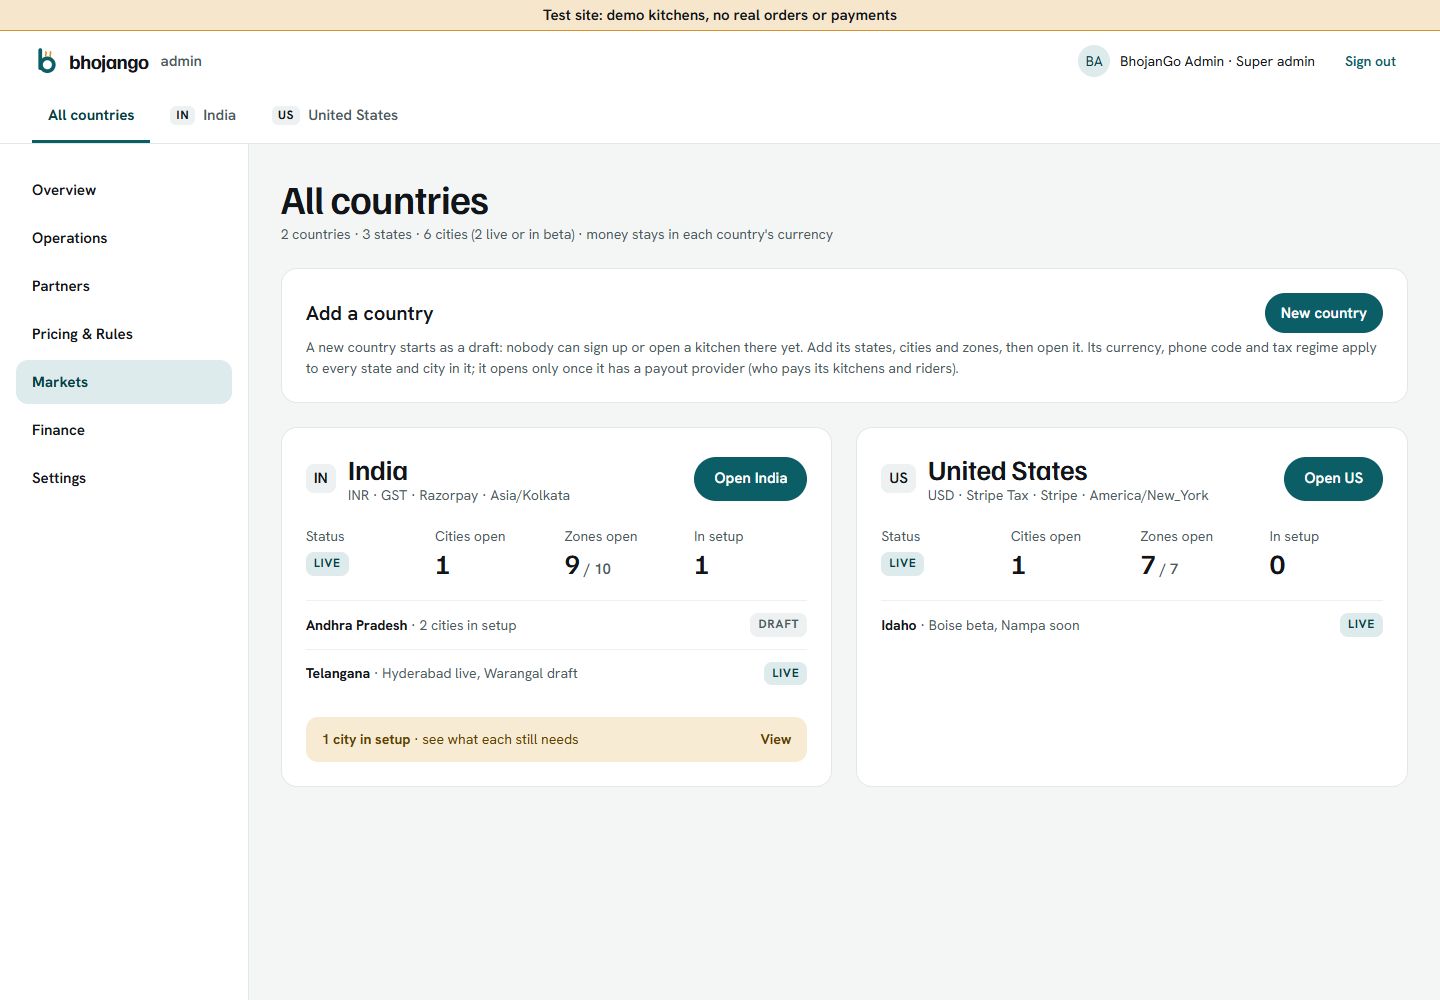 Test site: demo kitchens, no real orders or payments
bhojango admin
BA BhojanGo Admin · Super admin Sign out
All countries IN India US United States
Overview
Operations
Partners
Pricing & Rules
Markets
Finance
Settings
All countries
2 countries · 3 states · 6 cities (2 live or in beta) · money stays in each country's currency
Add a country
New country
A new country starts as a draft: nobody can sign up or open a kitchen there yet. Add its states, cities and zones, then open it. Its currency, phone code and tax regime apply
to every state and city in it; it opens only once it has a payout provider (who pays its kitchens and riders).
IN India
INR · GST · Razorpay · Asia/Kolkata
Open India
Status Cities open Zones open In setup
LIVE 1 9 / 10 1
Andhra Pradesh · 2 cities in setup DRAFT
Telangana · Hyderabad live, Warangal draft LIVE
1 city in setup · see what each still needs View
US United States
USD · Stripe Tax · Stripe · America/New_York
Open US
Status Cities open Zones open In setup
LIVE 1 7 / 7 0
Idaho · Boise beta, Nampa soon LIVE